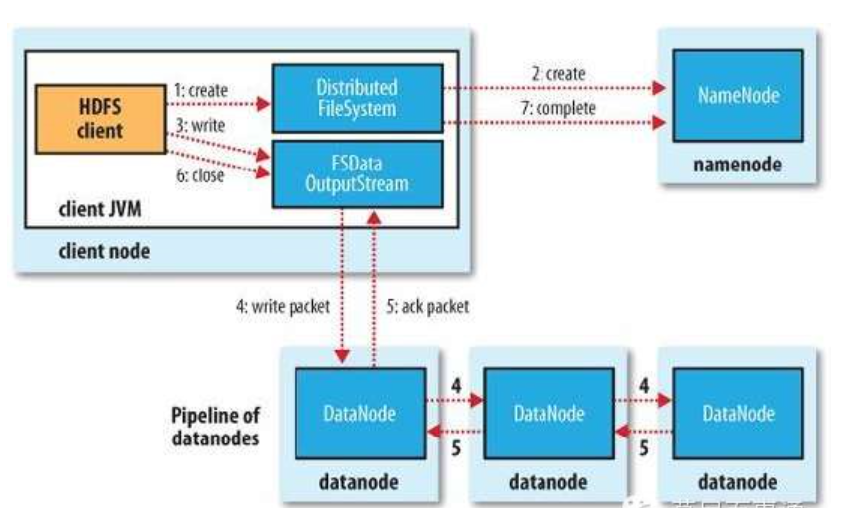 1: create
HDFS
client
3: write
6: close
Distributed
FileSystem
FSData
OutputStream
client JVM
client node
2: create
7: complete
NameNode
namenode
4: write packet
5: ack packet
Pipeline of
datanodes
DataNode
datanode
4
5
DataNode
datanode
4
5
DataNode
datanode